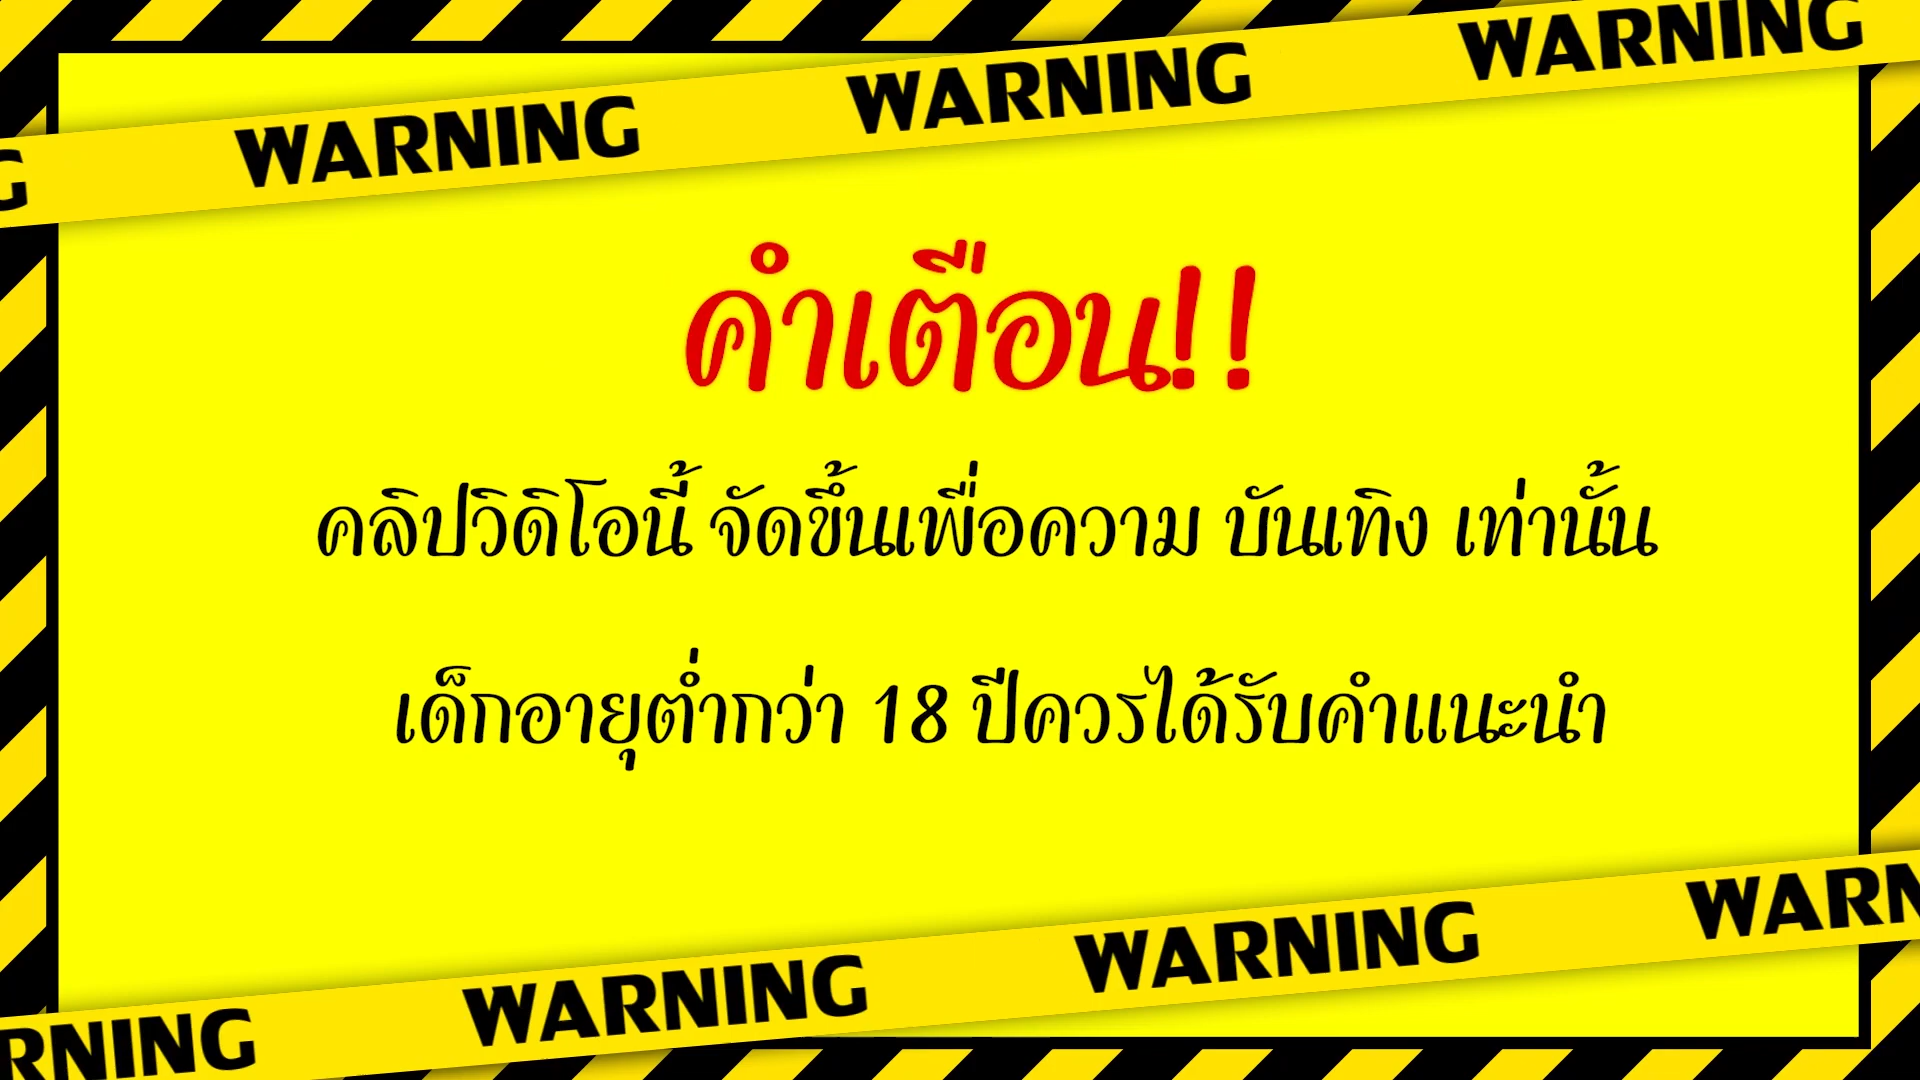 WARNING WARNING WARNING
คำเตือน!!
คลิปวิดิโอนี้ จัดขึ้นเพื่อความ บันเทิง เท่านั้น
เด็กอายุต่ำกว่า 18 ปีควรได้รับคำแนะนำ
RNING WARNING WARNING WARN